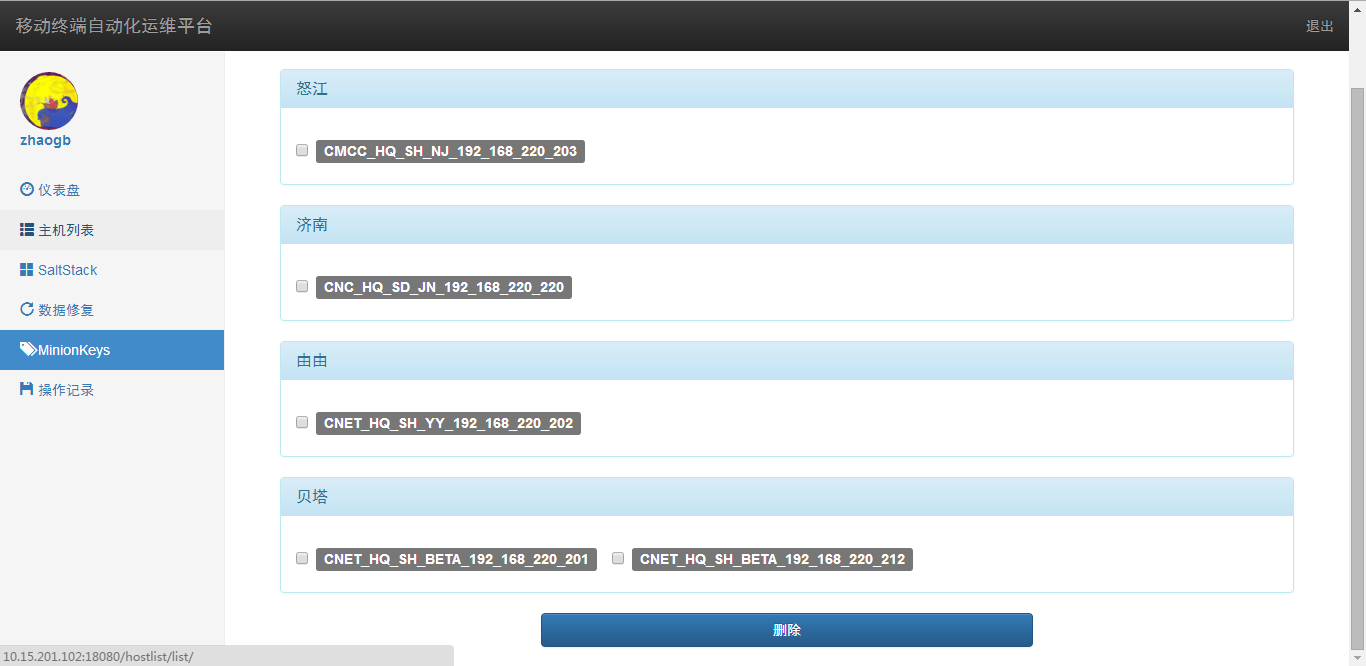 移动终端自动化运维平台
退出
zhaogb
仪表盘
主机列表
SaltStack
数据修复
MinionKeys
操作记录
怒江
CMCC_HQ_SH_NJ_192_168_220_203
济南
CNC_HQ_SD_JN_192_168_220_220
由由
CNET_HQ_SH_YY_192_168_220_202
贝塔
CNET_HQ_SH_BETA_192_168_220_201 CNET_HQ_SH_BETA_192_168_220_212
删除
10.15.201.102:18080/hostlist/list/